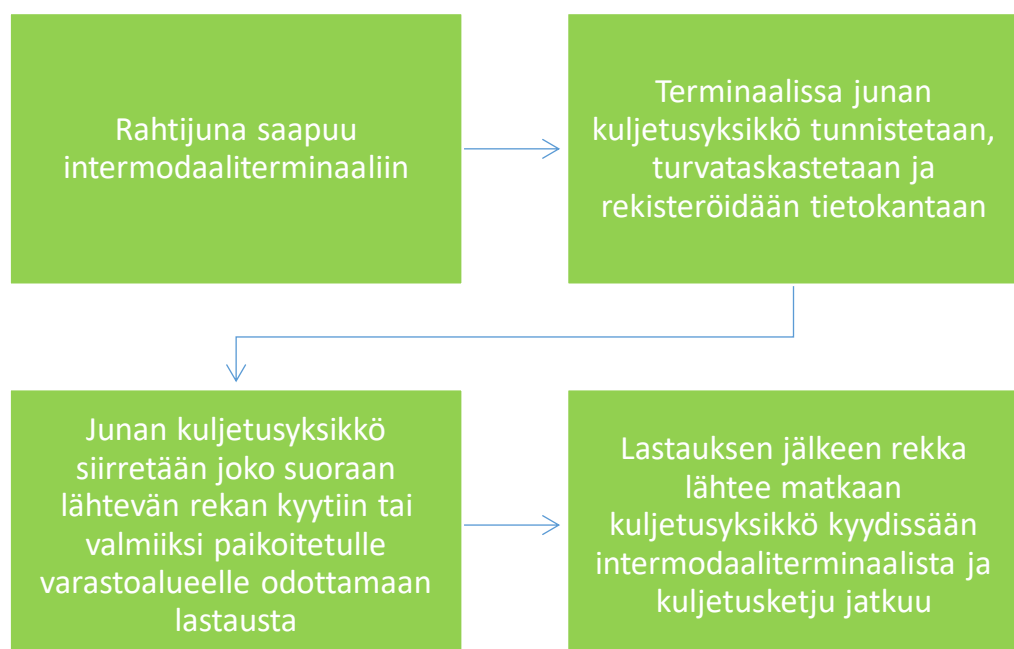 Rahtijuna saapuu
intermodaaliterminaaliin
Terminaalissa junan
kuljetusyksikkö tunnistetaan,
turvataskastetaan ja
rekisteröidään tietokantaan
Junan kuljetusyksikkö
siirretään joko suoraan
lähtevän rekan kyytiin tai
valmiiksi paikoitetulle
varastoalueelle odottamaan
lastausta
Lastauksen jälkeen rekka
lähtee matkaan
kuljetusyksikkö kyydissään
intermodaaliterminaalista ja
kuljetusketju jatkuu